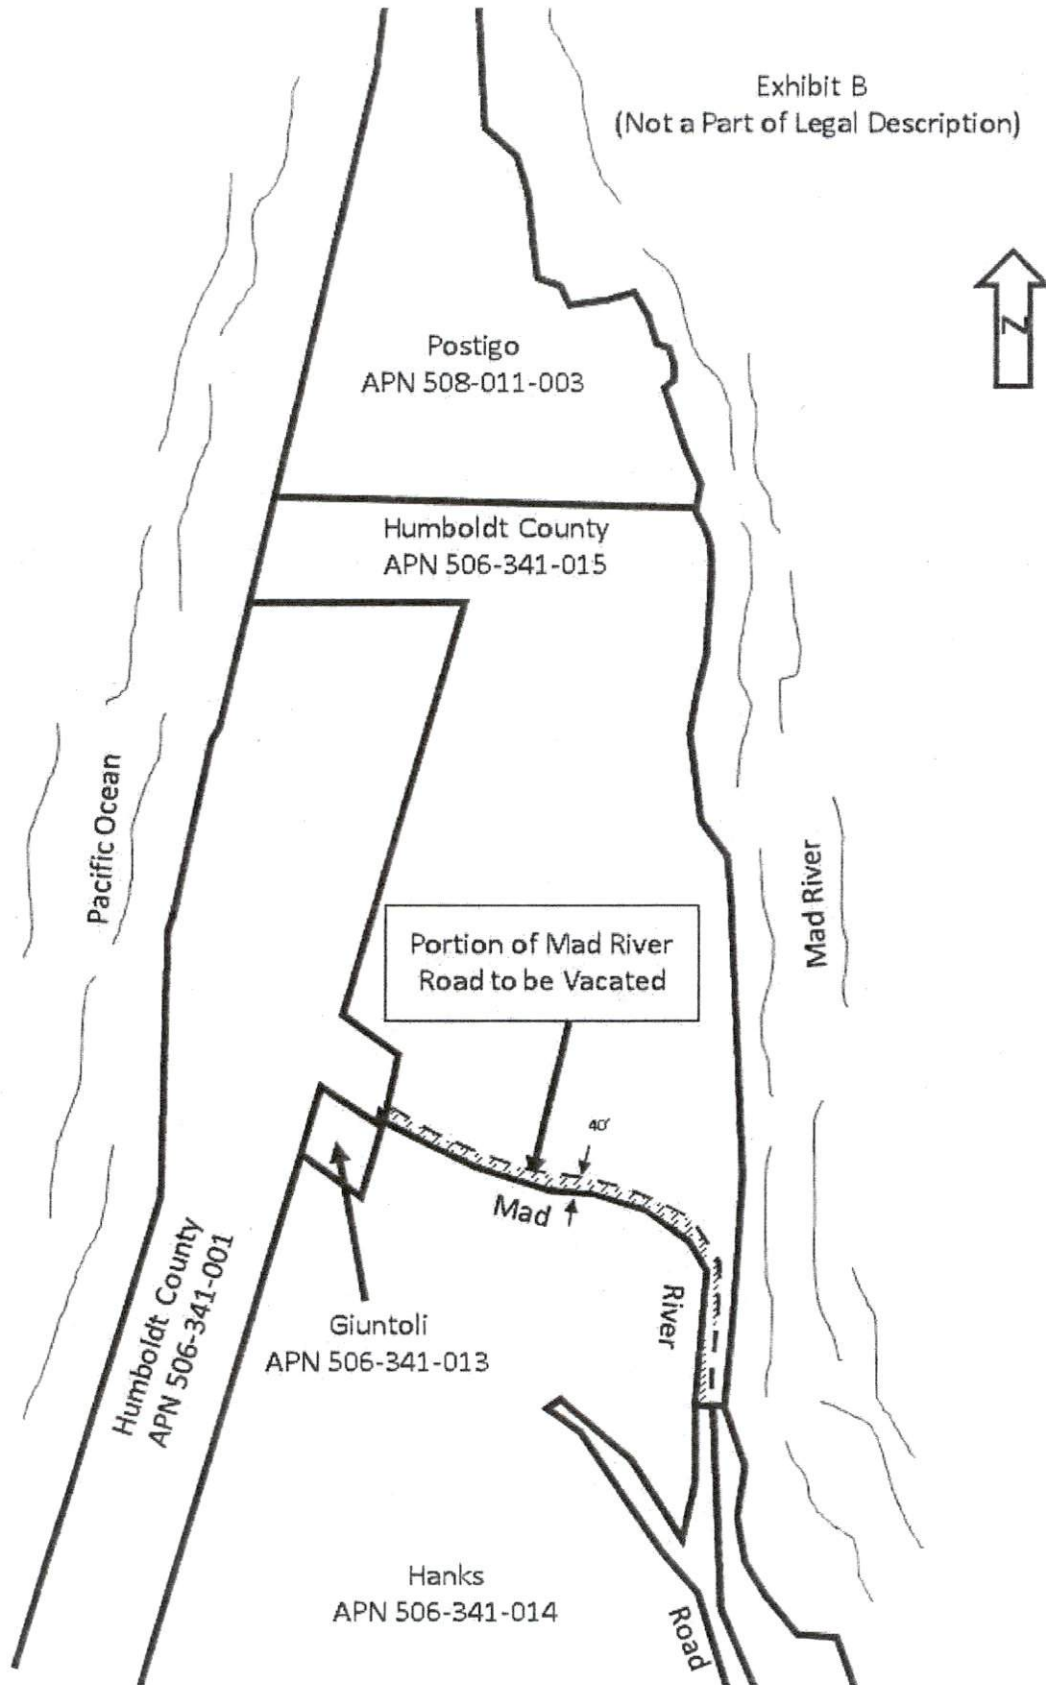 Exhibit B
(Not a Part of Legal Description)
N
Postigo
APN 508-011-003
Humboldt County
APN 506-341-015
Pacific Ocean
Mad River
Portion of Mad River
Road to be Vacated
40'
Mad
River
Road
Humboldt County
APN 506-341-001
Giuntoli
APN 506-341-013
Hanks
APN 506-341-014